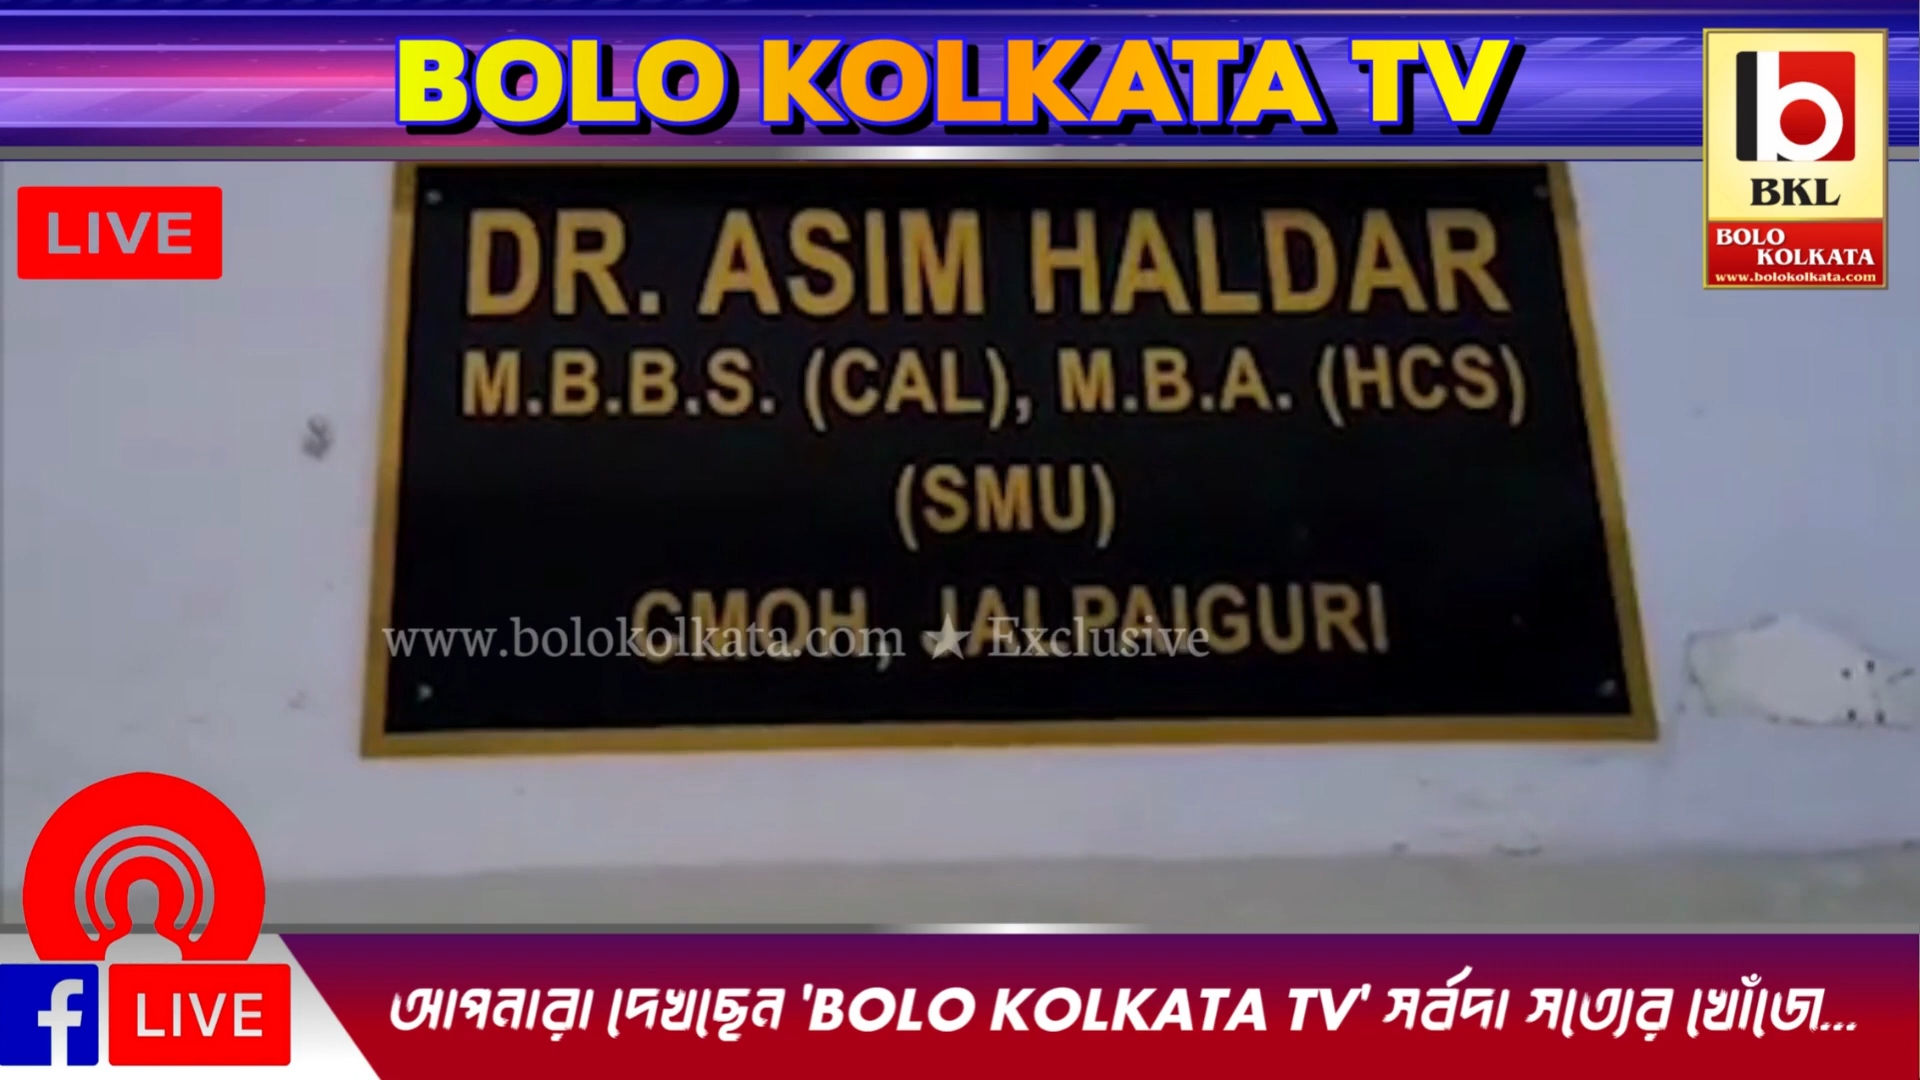 BOLO KOLKATA TV
b
BKL
BOLO
KOLKATA
www.bolokolkata.com
LIVE
DR. ASIM HALDAR
M.B.B.S. (CAL), M.B.A. (HCS)
(SMU)
CMOH, JALPAIGURI
www.bolokolkata.com ★ Exclusive
f LIVE
আপনারা দেখছেন 'BOLO KOLKATA TV' সর্বদা সত্যের খোঁজে...